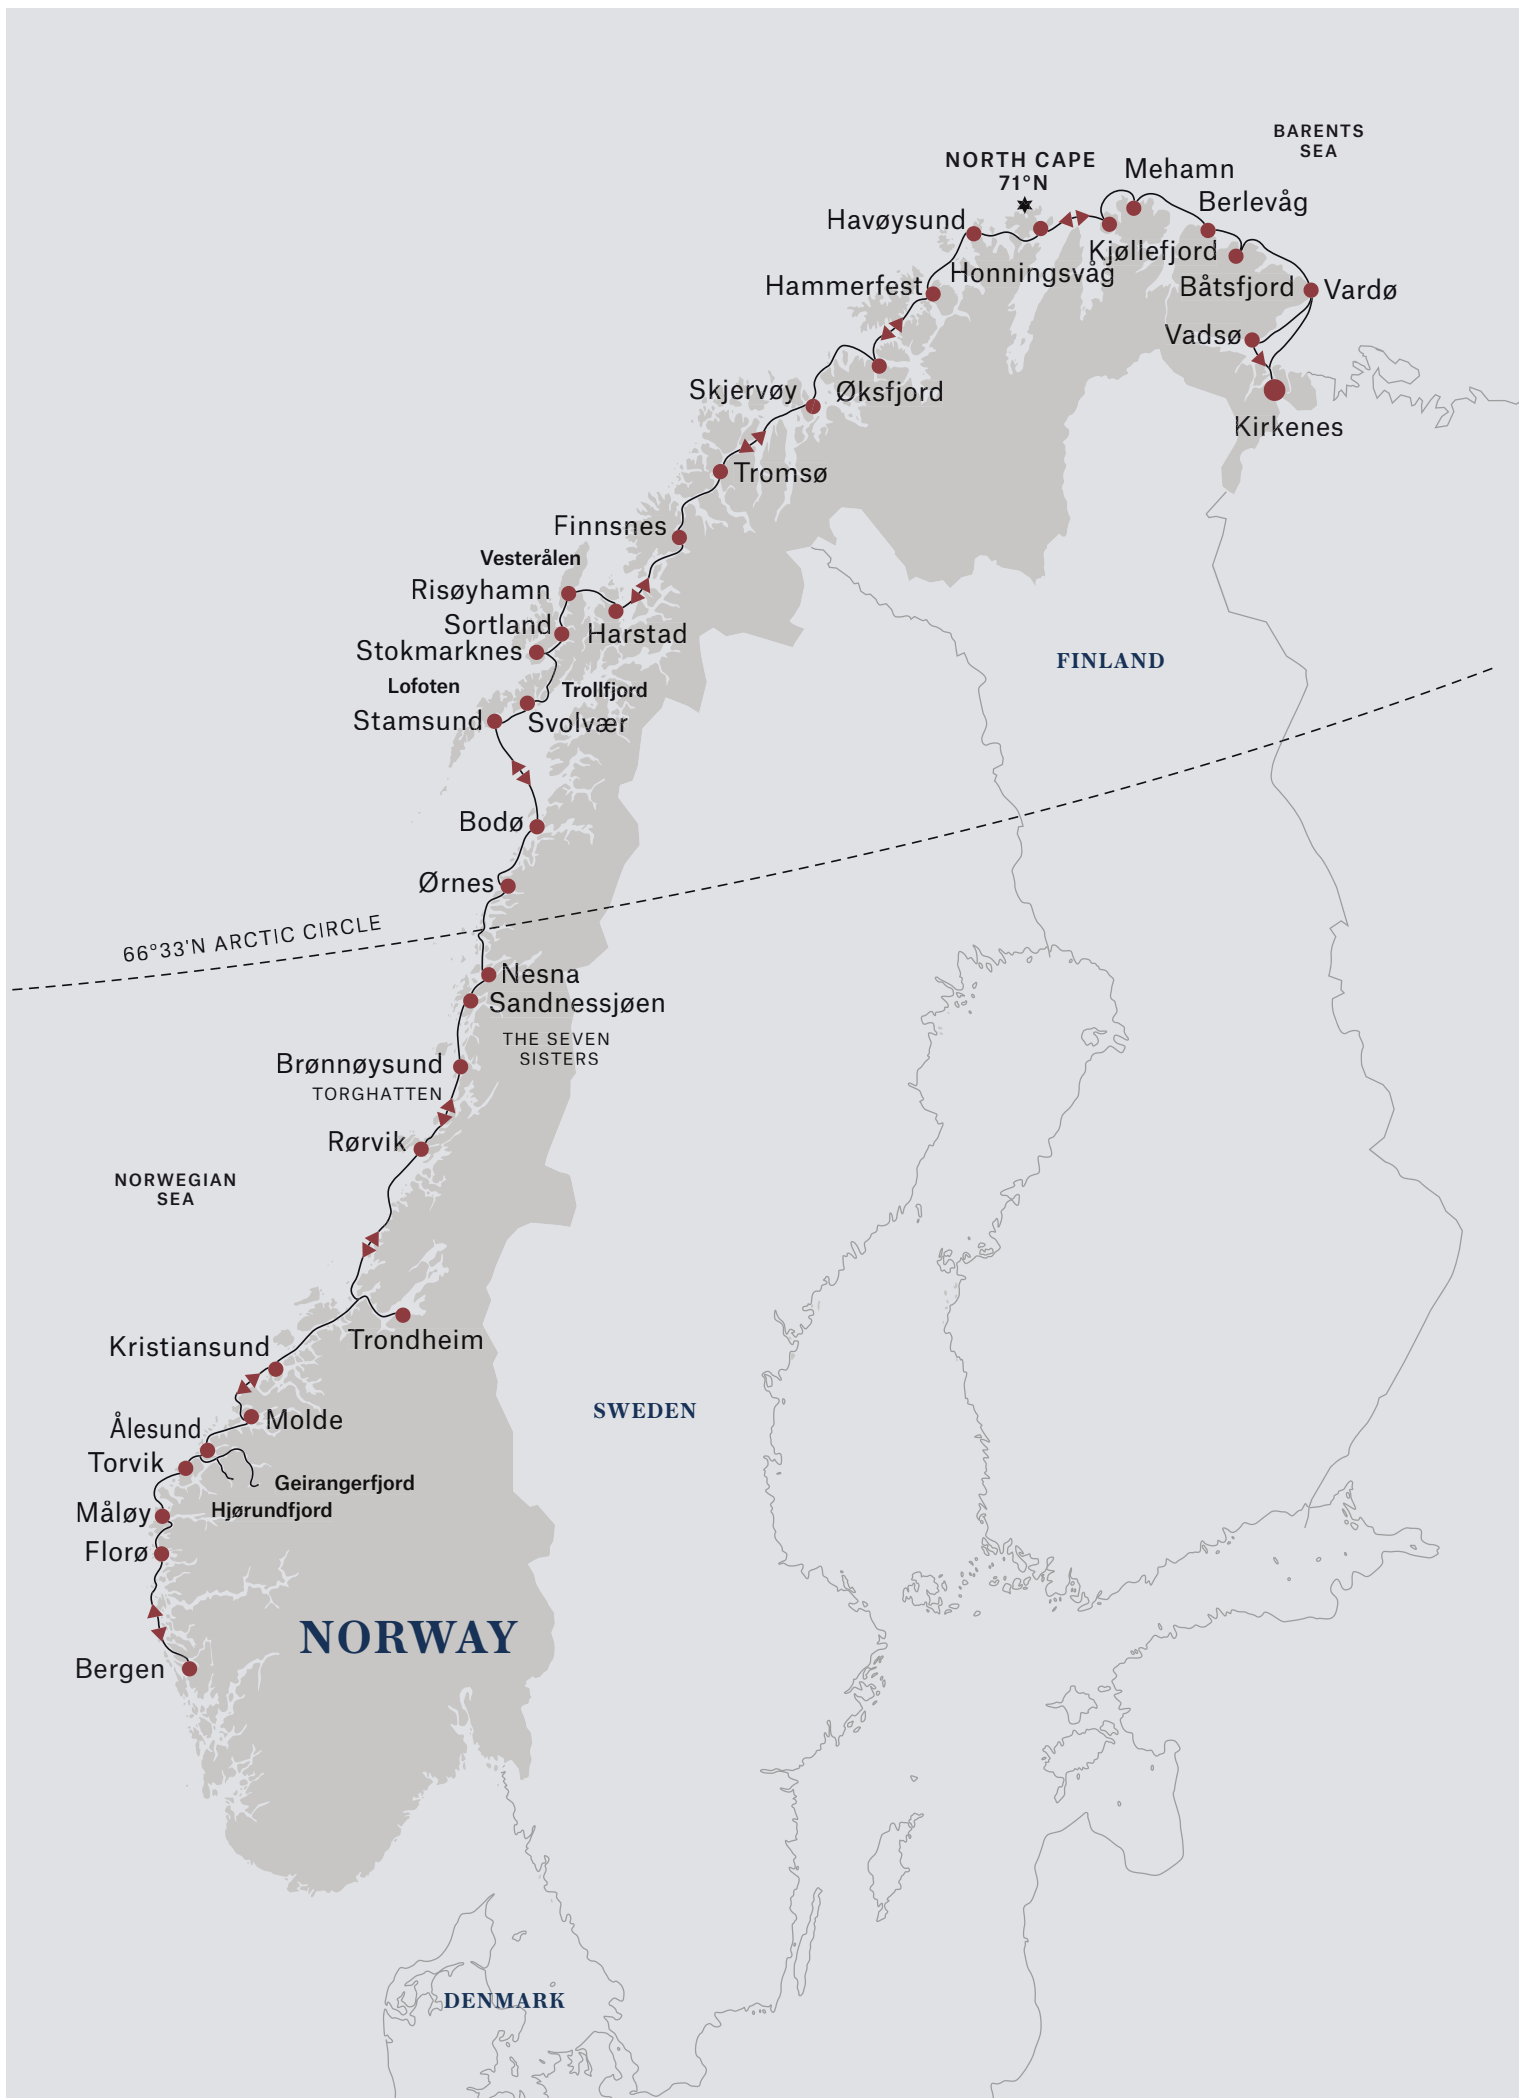 BARENTS
SEA
NORTH CAPE
71°N
Mehamn
Berlevåg
Havøysund
Kjøllefjord
Honningsvåg
Hammerfest
Båtsfjord
Vardø
Vadsø
Skjervøy
Øksfjord
Kirkenes
Tromsø
Finnsnes
Vesterålen
Risøyhamn
Sortland
Harstad
Stokmarknes
FINLAND
Lofoten
Trollfjord
Stamsund
Svolvær
Bodø
Ørnes
66°33'N ARCTIC CIRCLE
Nesna
Sandnessjøen
THE SEVEN
SISTERS
Brønnøysund
TORGHATTEN
Rørvik
NORWEGIAN
SEA
Kristiansund
Trondheim
SWEDEN
Molde
Ålesund
Torvik
Geirangerfjord
Hjørundfjord
Måløy
Florø
NORWAY
Bergen
DENMARK